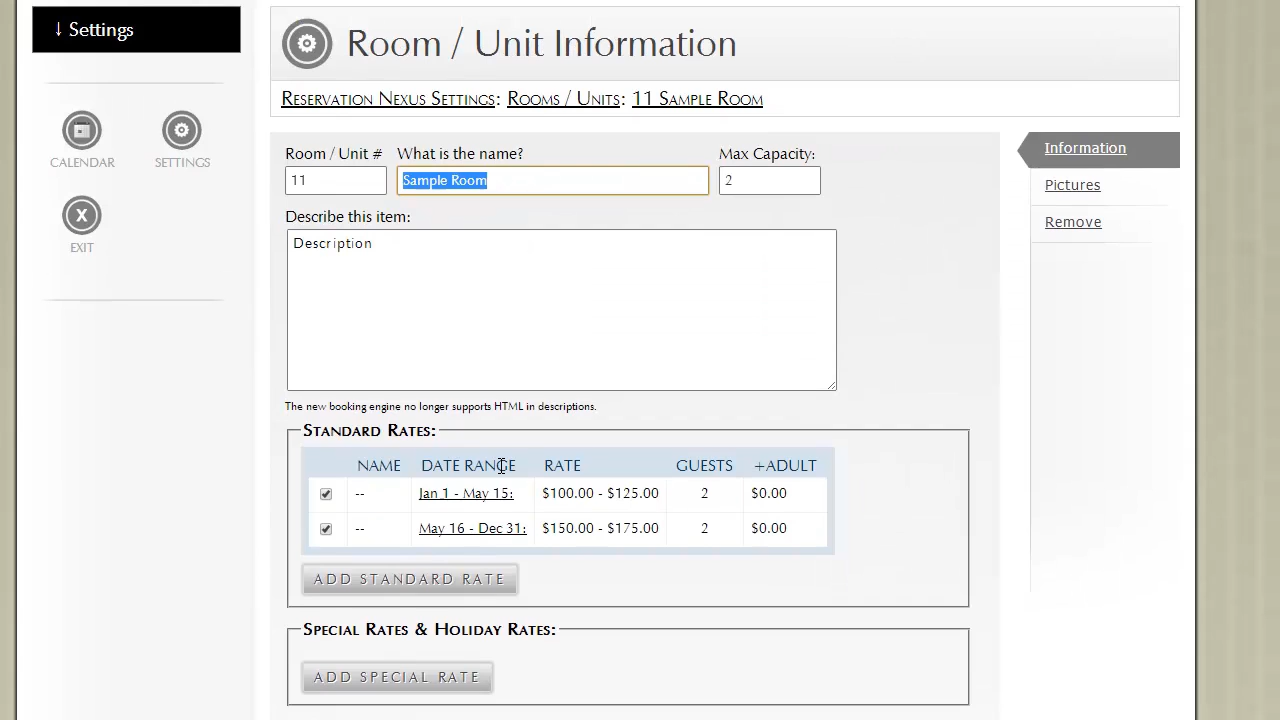 ↓ Settings
Room / Unit Information
Reservation Nexus Settings: Rooms / Units: 11 Sample Room
CALENDAR
SETTINGS
X
EXIT
Room / Unit # What is the name? Max Capacity:
11 Sample Room 2
Describe this item:
Description
The new booking engine no longer supports HTML in descriptions.
Standard Rates:
NAME DATE RANGE RATE GUESTS +ADULT
-- Jan 1 - May 15: $100.00 - $125.00 2 $0.00
-- May 16 - Dec 31: $150.00 - $175.00 2 $0.00
ADD STANDARD RATE
Special Rates & Holiday Rates:
ADD SPECIAL RATE
Information
Pictures
Remove